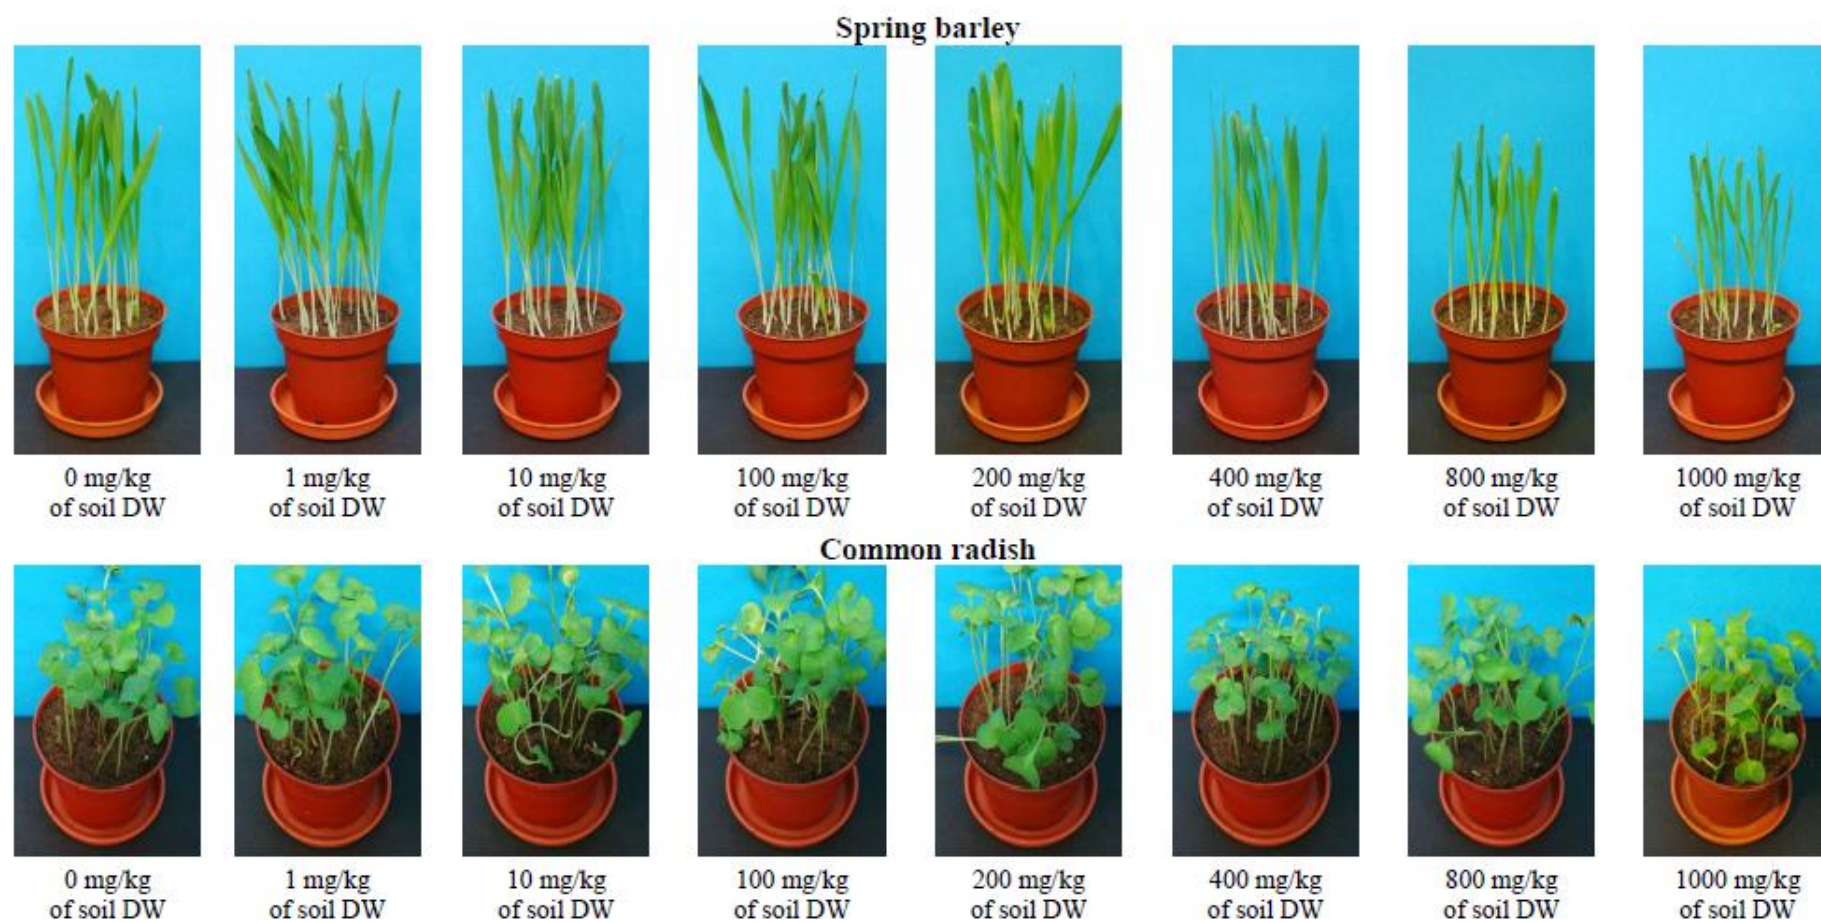 Spring barley
0 mg/kg
of soil DW
1 mg/kg
of soil DW
10 mg/kg
of soil DW
100 mg/kg
of soil DW
200 mg/kg
of soil DW
400 mg/kg
of soil DW
800 mg/kg
of soil DW
1000 mg/kg
of soil DW
Common radish
0 mg/kg
of soil DW
1 mg/kg
of soil DW
10 mg/kg
of soil DW
100 mg/kg
of soil DW
200 mg/kg
of soil DW
400 mg/kg
of soil DW
800 mg/kg
of soil DW
1000 mg/kg
of soil DW